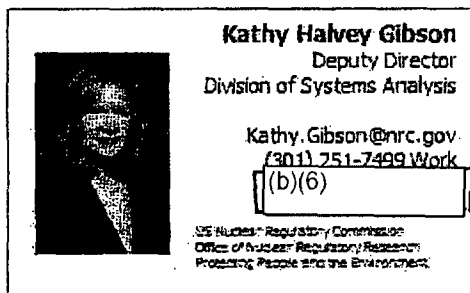 Kathy Halvey Gibson
Deputy Director
Division of Systems Analysis
Kathy.Gibson@nrc.gov
(301) 251-7499 Work
(b)(6)
US Nuclear Regulatory Commission
Office of Nuclear Regulatory Research
Protecting People and the Environment